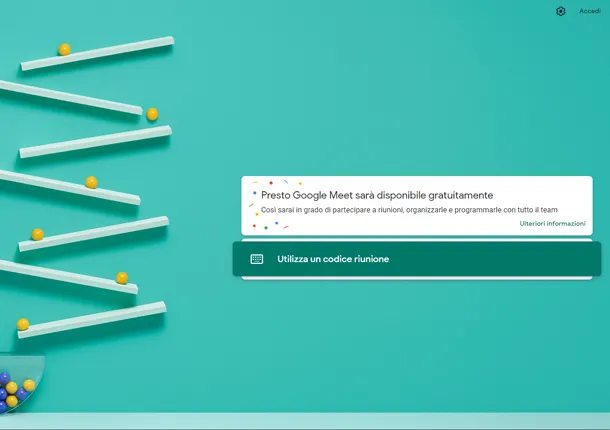 Accedi
Presto Google Meet sarà disponibile gratuitamente
Così sarai in grado di partecipare a riunioni, organizzarle e programmarle con tutto il team
Ulteriori informazioni
Utilizza un codice riunione